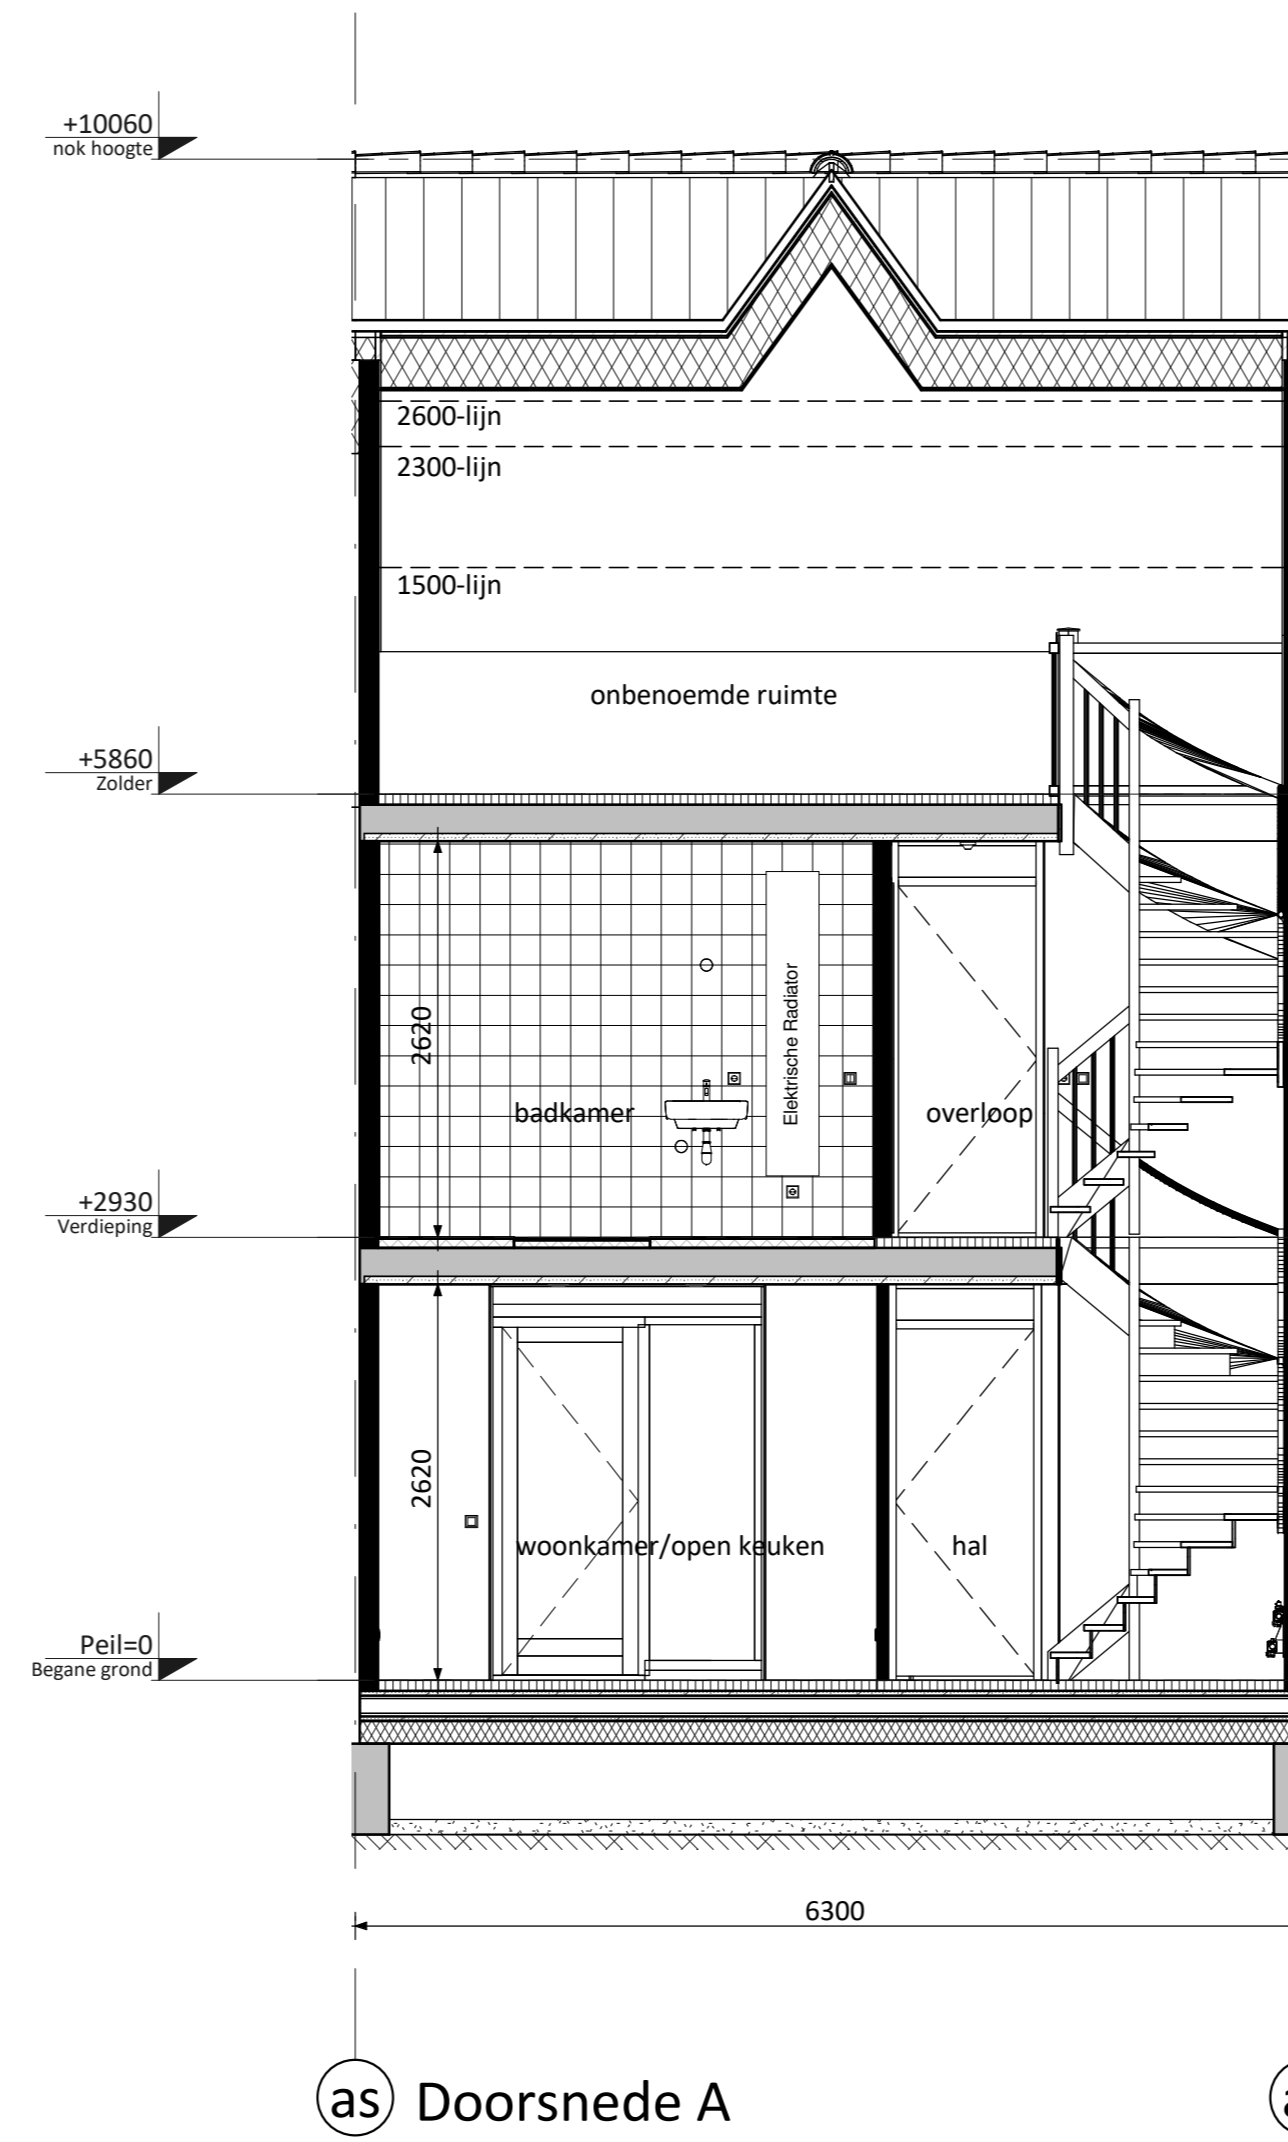 +10060
nok hoogte
2600-lijn
2300-lijn
1500-lijn
onbenoemde ruimte
+5860
Zolder
2620
Elektrische Radiator
badkamer
overloop
+2930
Verdieping
2620
woonkamer/open keuken
hal
Peil=0
Begane grond
6300
as
Doorsnede A